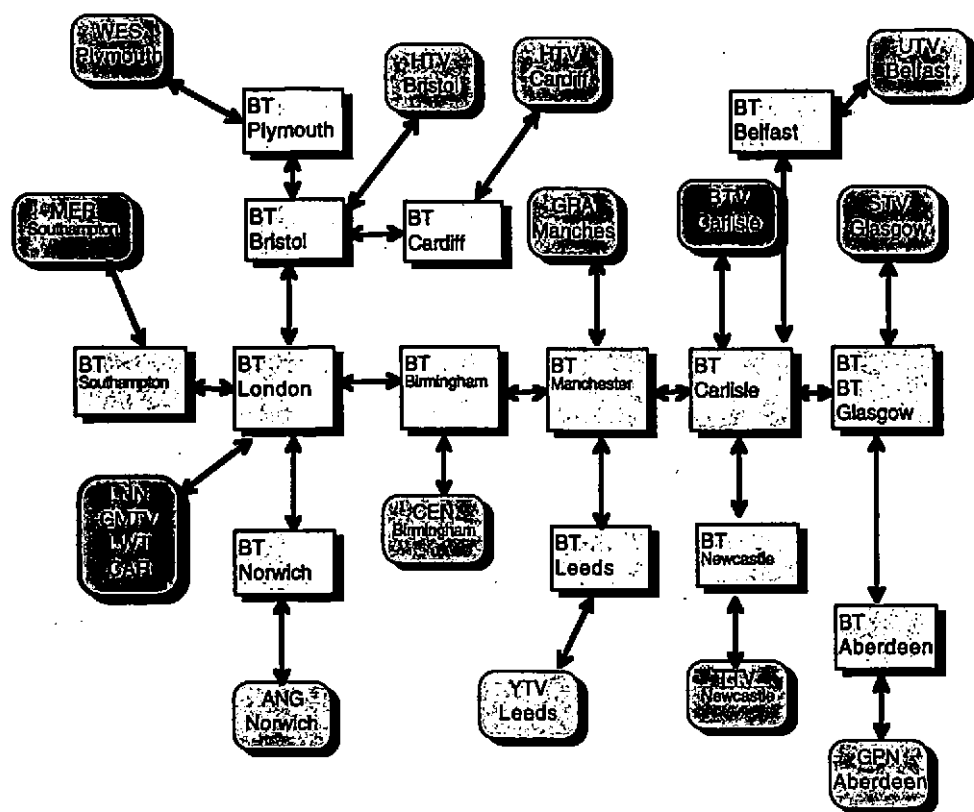 WES
Plymouth
HTV
Bristol
HTV
Cardiff
UTV
Belfast
BT
Plymouth
BT
Belfast
MER
Southampton
BT
Bristol
BT
Cardiff
GRA
Manches
BTV
Carlisle
STV
Glasgow
BT
Southampton
BT
London
BT
Birmingham
BT
Manchester
BT
Carlisle
BT
BT
Glasgow
LNN
GMTV
LWT
CAR
BT
Norwich
CEN
Birmingham
BT
Leeds
BT
Newcastle
BT
Aberdeen
ANG
Norwich
YTV
Leeds
Newcastle
GPN
Aberdeen